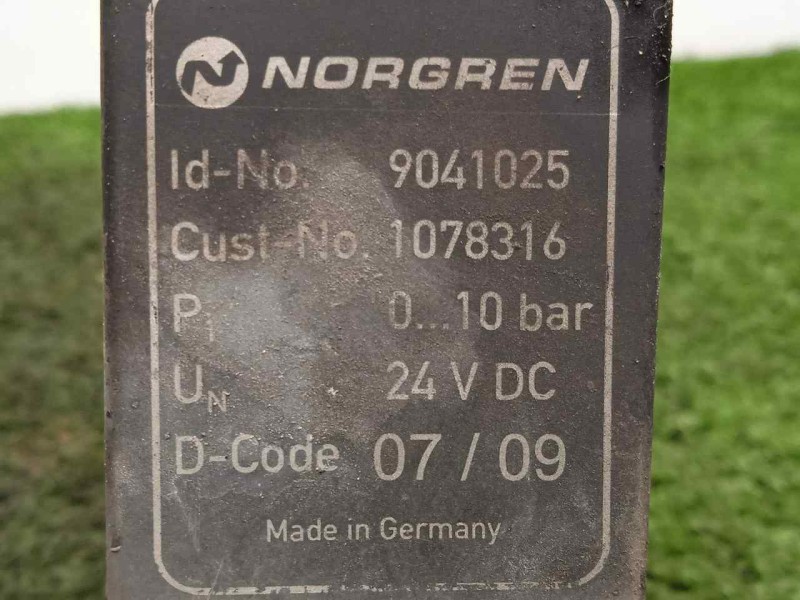 NORGREN
Id-No. 9041025
Cust-No. 1078316
P1 0...10 bar
UN 24 V DC
D-Code 07 / 09
Made in Germany